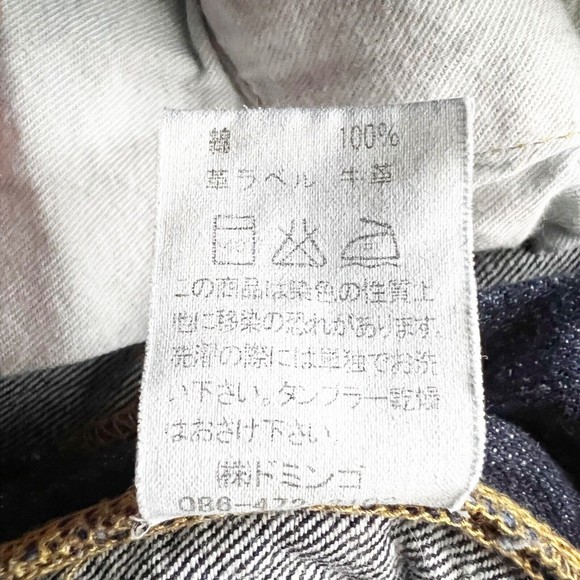 綿 100%
革ラベル 牛革
この商品は染色の性質上
他に移染の恐れがあります。
洗濯の際には単独でお洗
い下さい。タンブラー乾燥
はおさけ下さい。
㈱ドミンゴ
086-472-